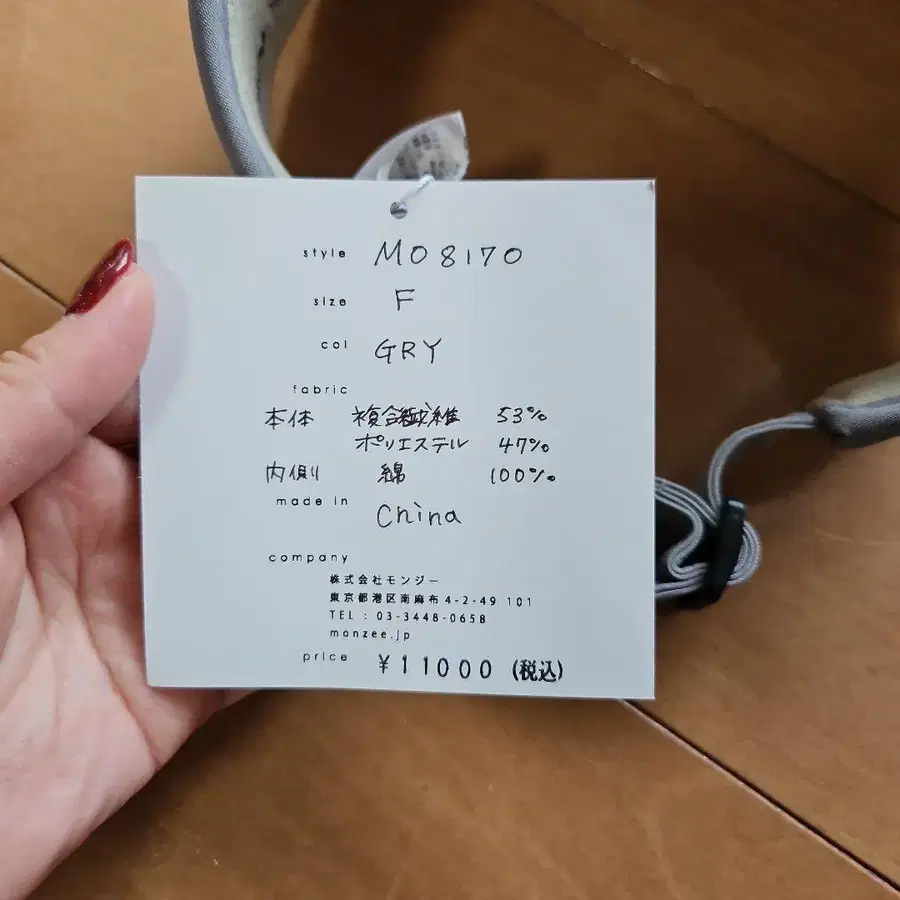 style MO8170
size F
col GRY
fabric
本体 複合繊維 53%
ポリエステル 47%
内側 綿 100%
made in China
company
株式会社モンジー
東京都港区南麻布4-2-49 101
TEL : 03-3448-0658
monzee.jp
price ¥11000 (税込)